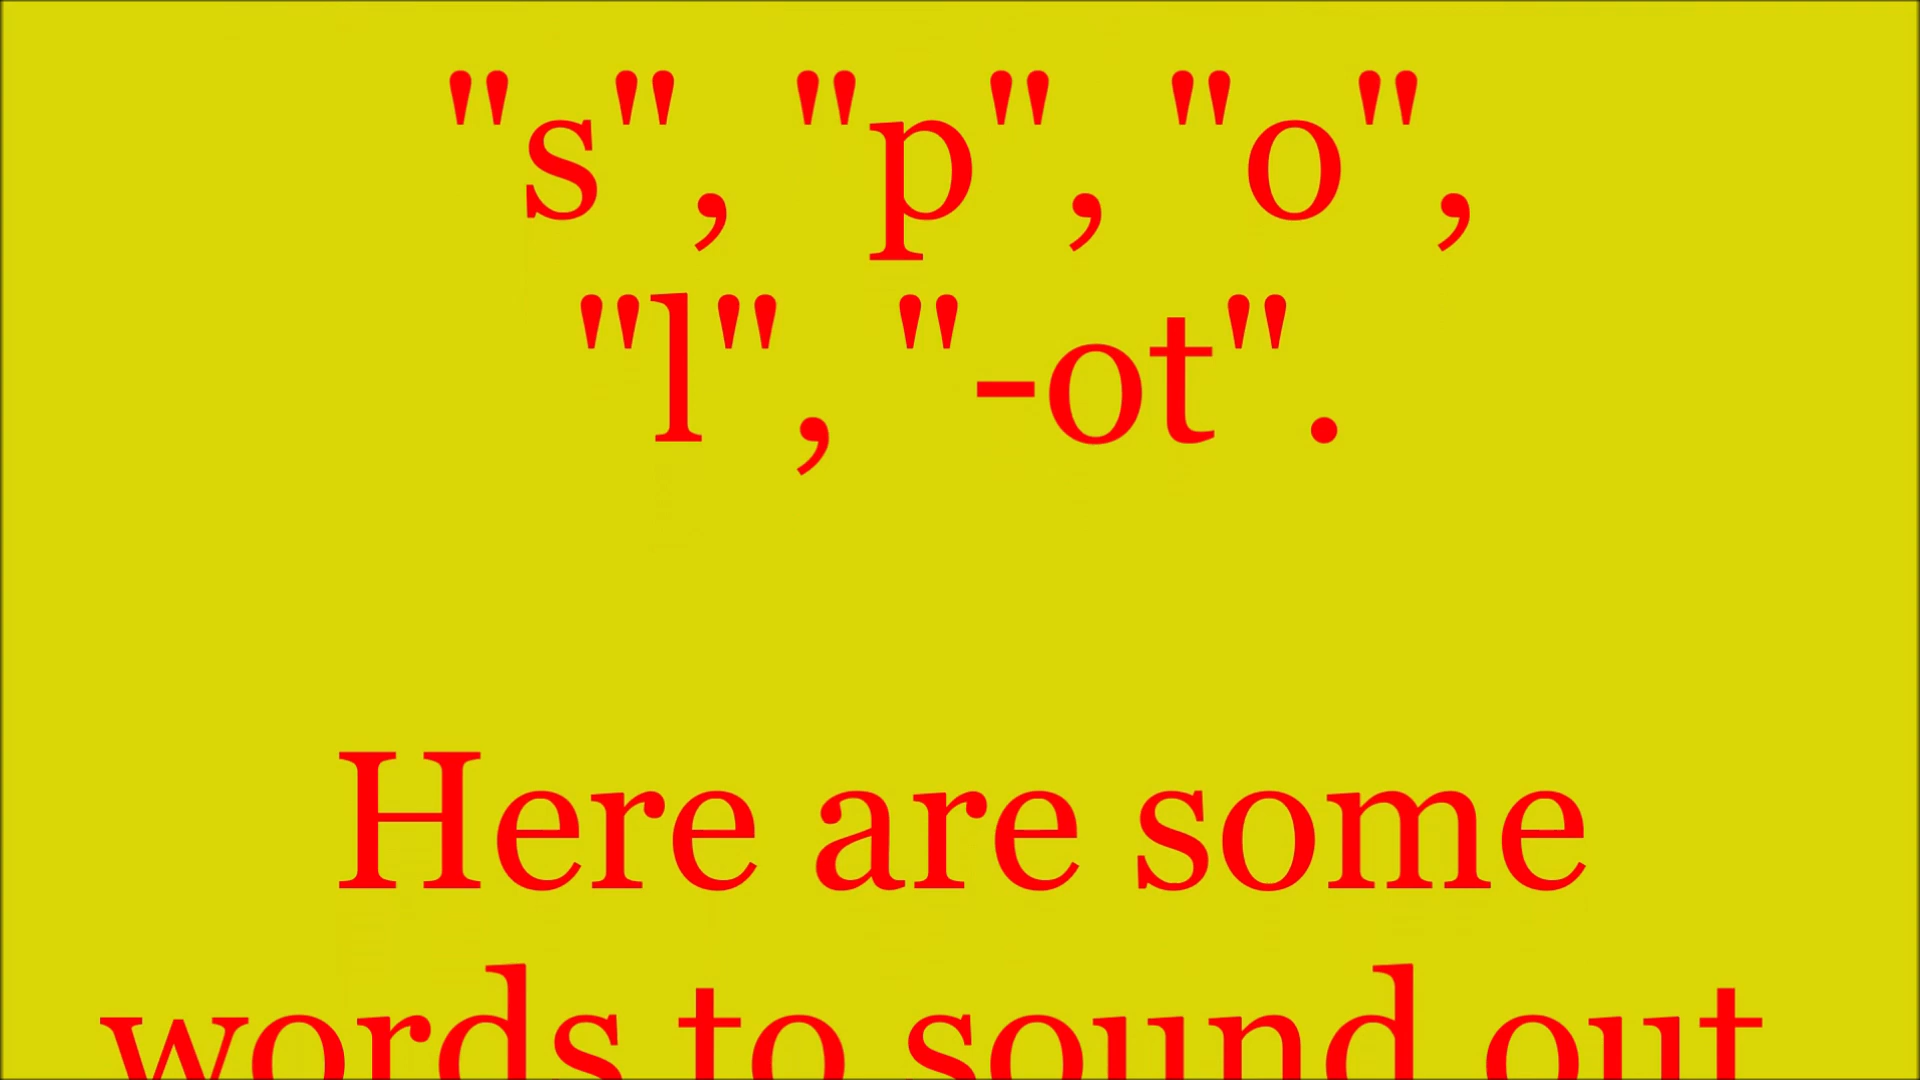 "s", "p", "o",
"l", "-ot".
Here are some
words to sound out